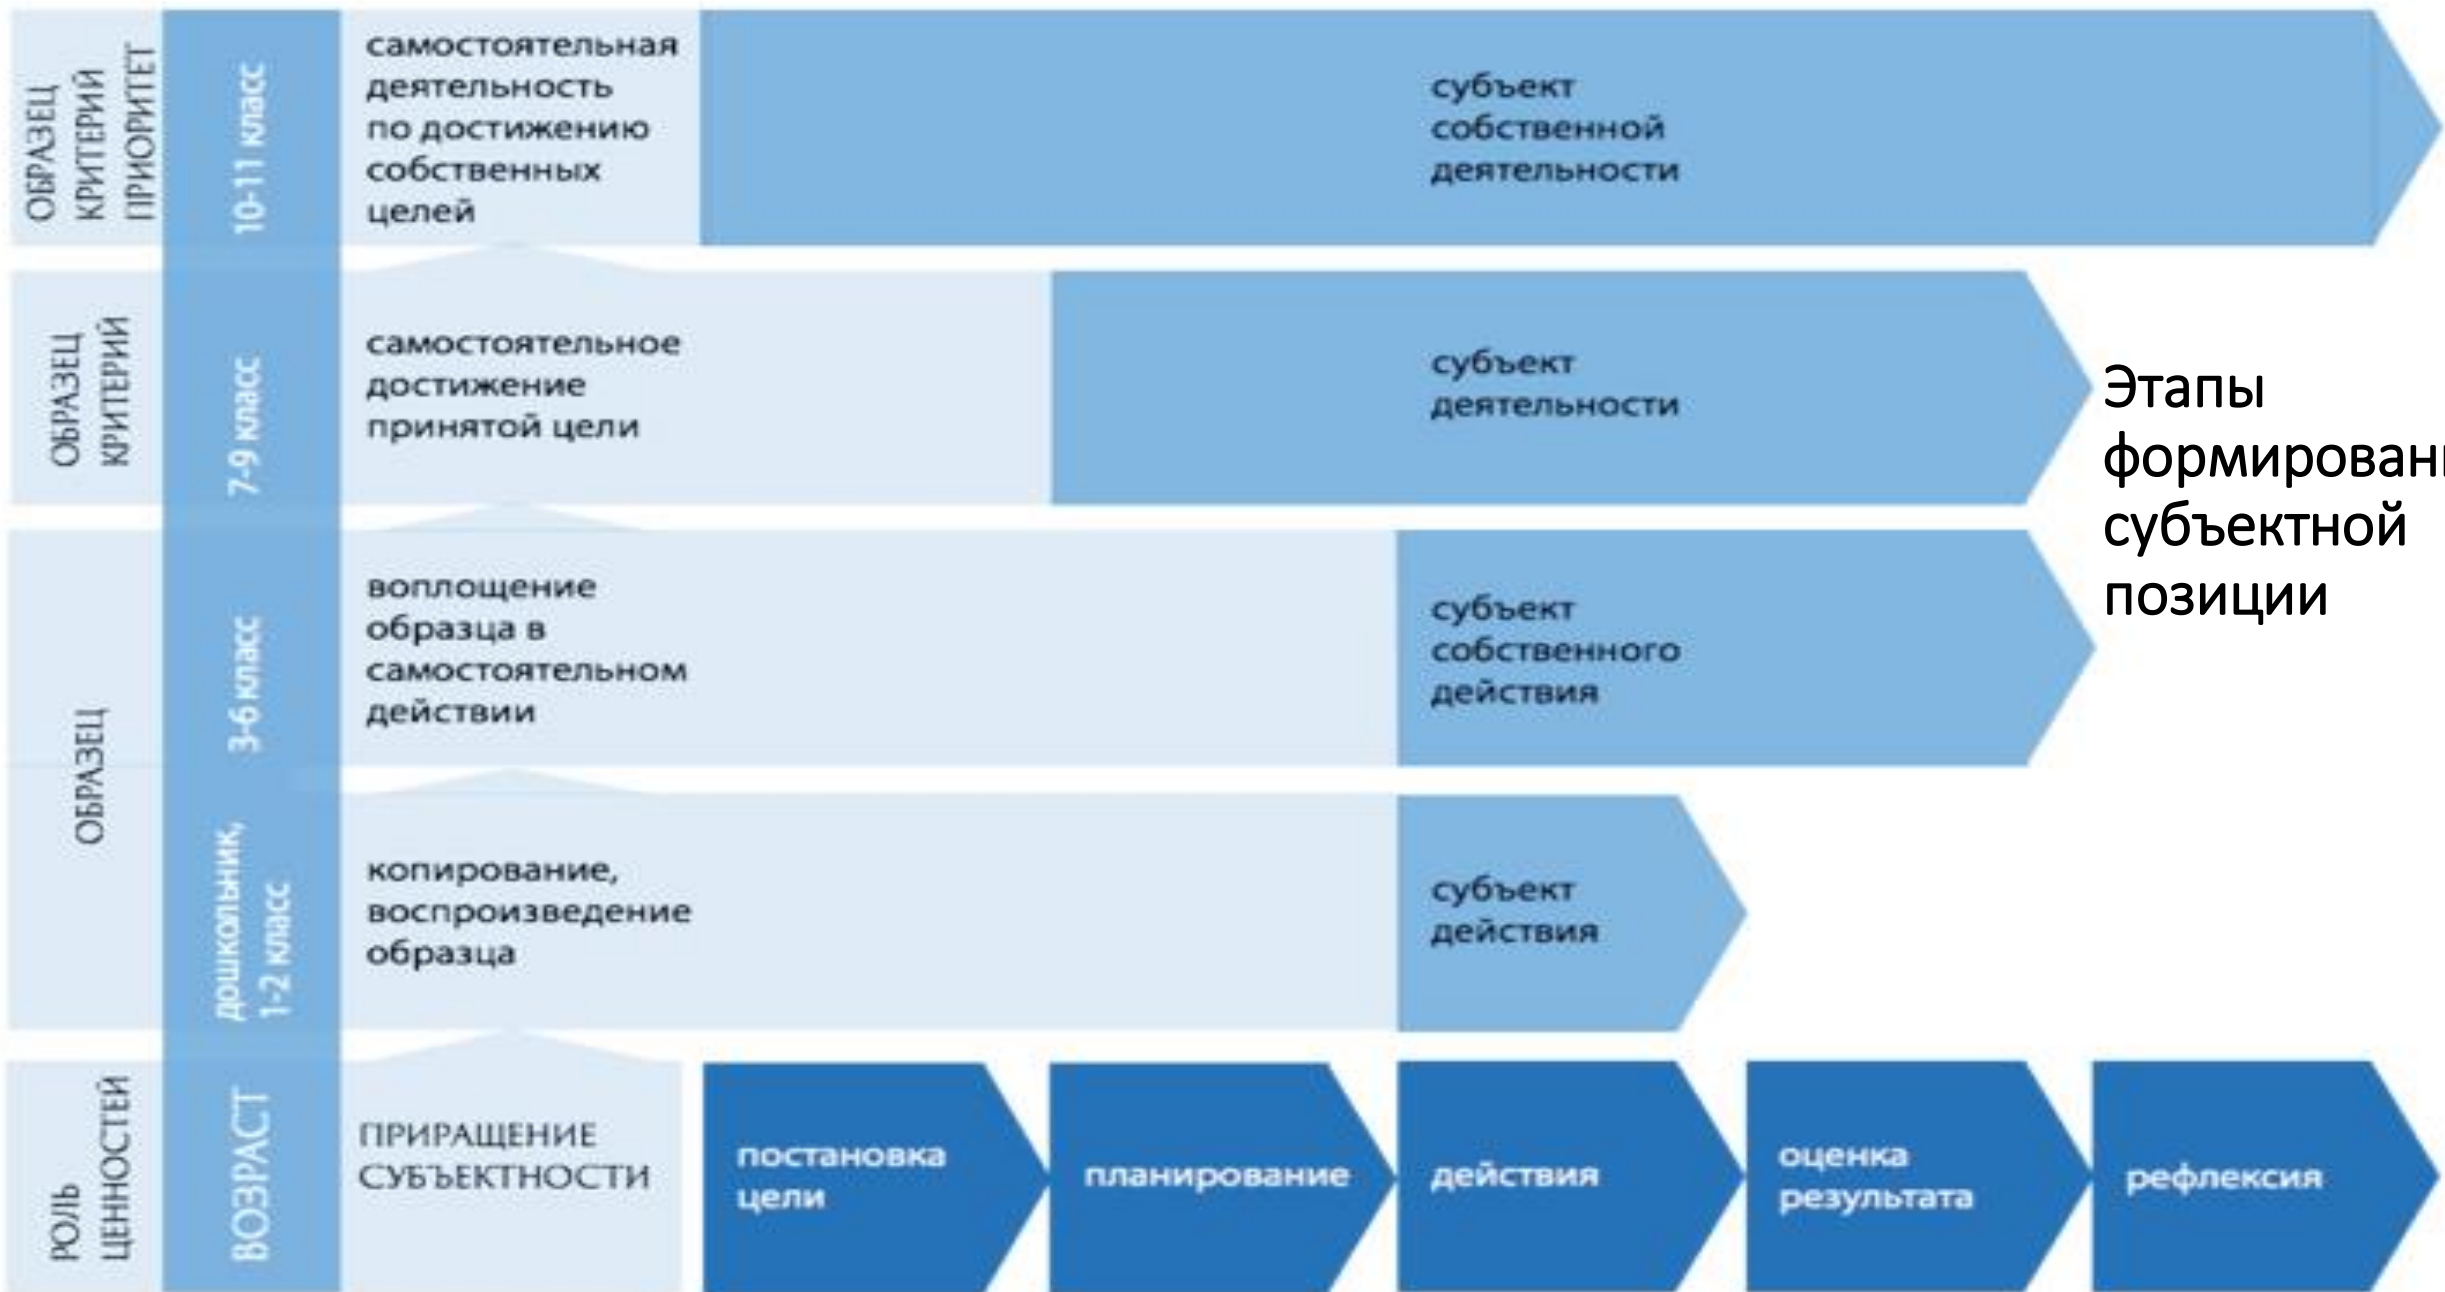 ОБРАЗЕЦ
КРИТЕРИЙ
ПРИОРИТЕТ
10-11 класс
самостоятельная
деятельность
по достижению
собственных
целей
субъект
собственной
деятельности
ОБРАЗЕЦ
КРИТЕРИЙ
7-9 класс
самостоятельное
достижение
принятой цели
субъект
деятельности
Этапы
формировани
субъектной
позиции
ОБРАЗЕЦ
3-6 класс
воплощение
образца в
самостоятельном
действии
субъект
собственного
действия
дошкольник,
1-2 класс
копирование,
воспроизведение
образца
субъект
действия
РОЛЬ
ЦЕННОСТЕЙ
ВОЗРАСТ
ПРИРАЩЕНИЕ
СУБЪЕКТНОСТИ
постановка
цели
планирование
действия
оценка
результата
рефлексия